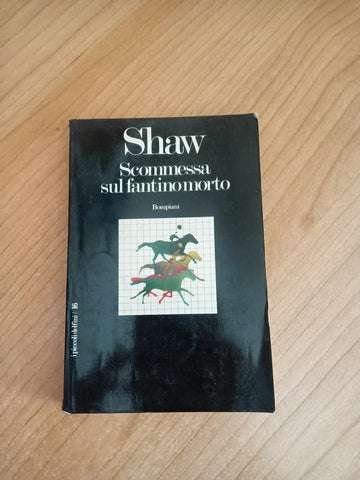 Shaw
Scommessa
sul fantino morto
Bompiani
i piccoli delfini / 16